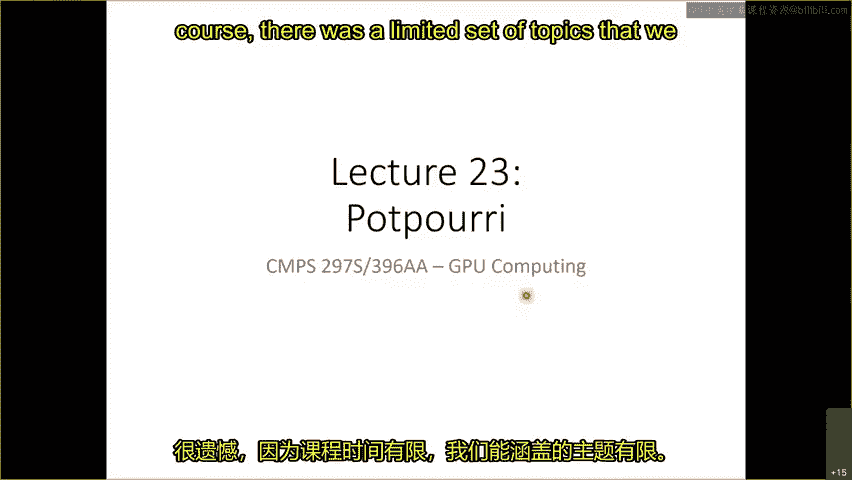 course, there was a limited set of topics that we
bilibili.com
Lecture 23:
Potpourri
CMPS 297S/396AA – GPU Computing
很遗憾，因为课程时间有限，我们能涵盖的主题有限。
+15